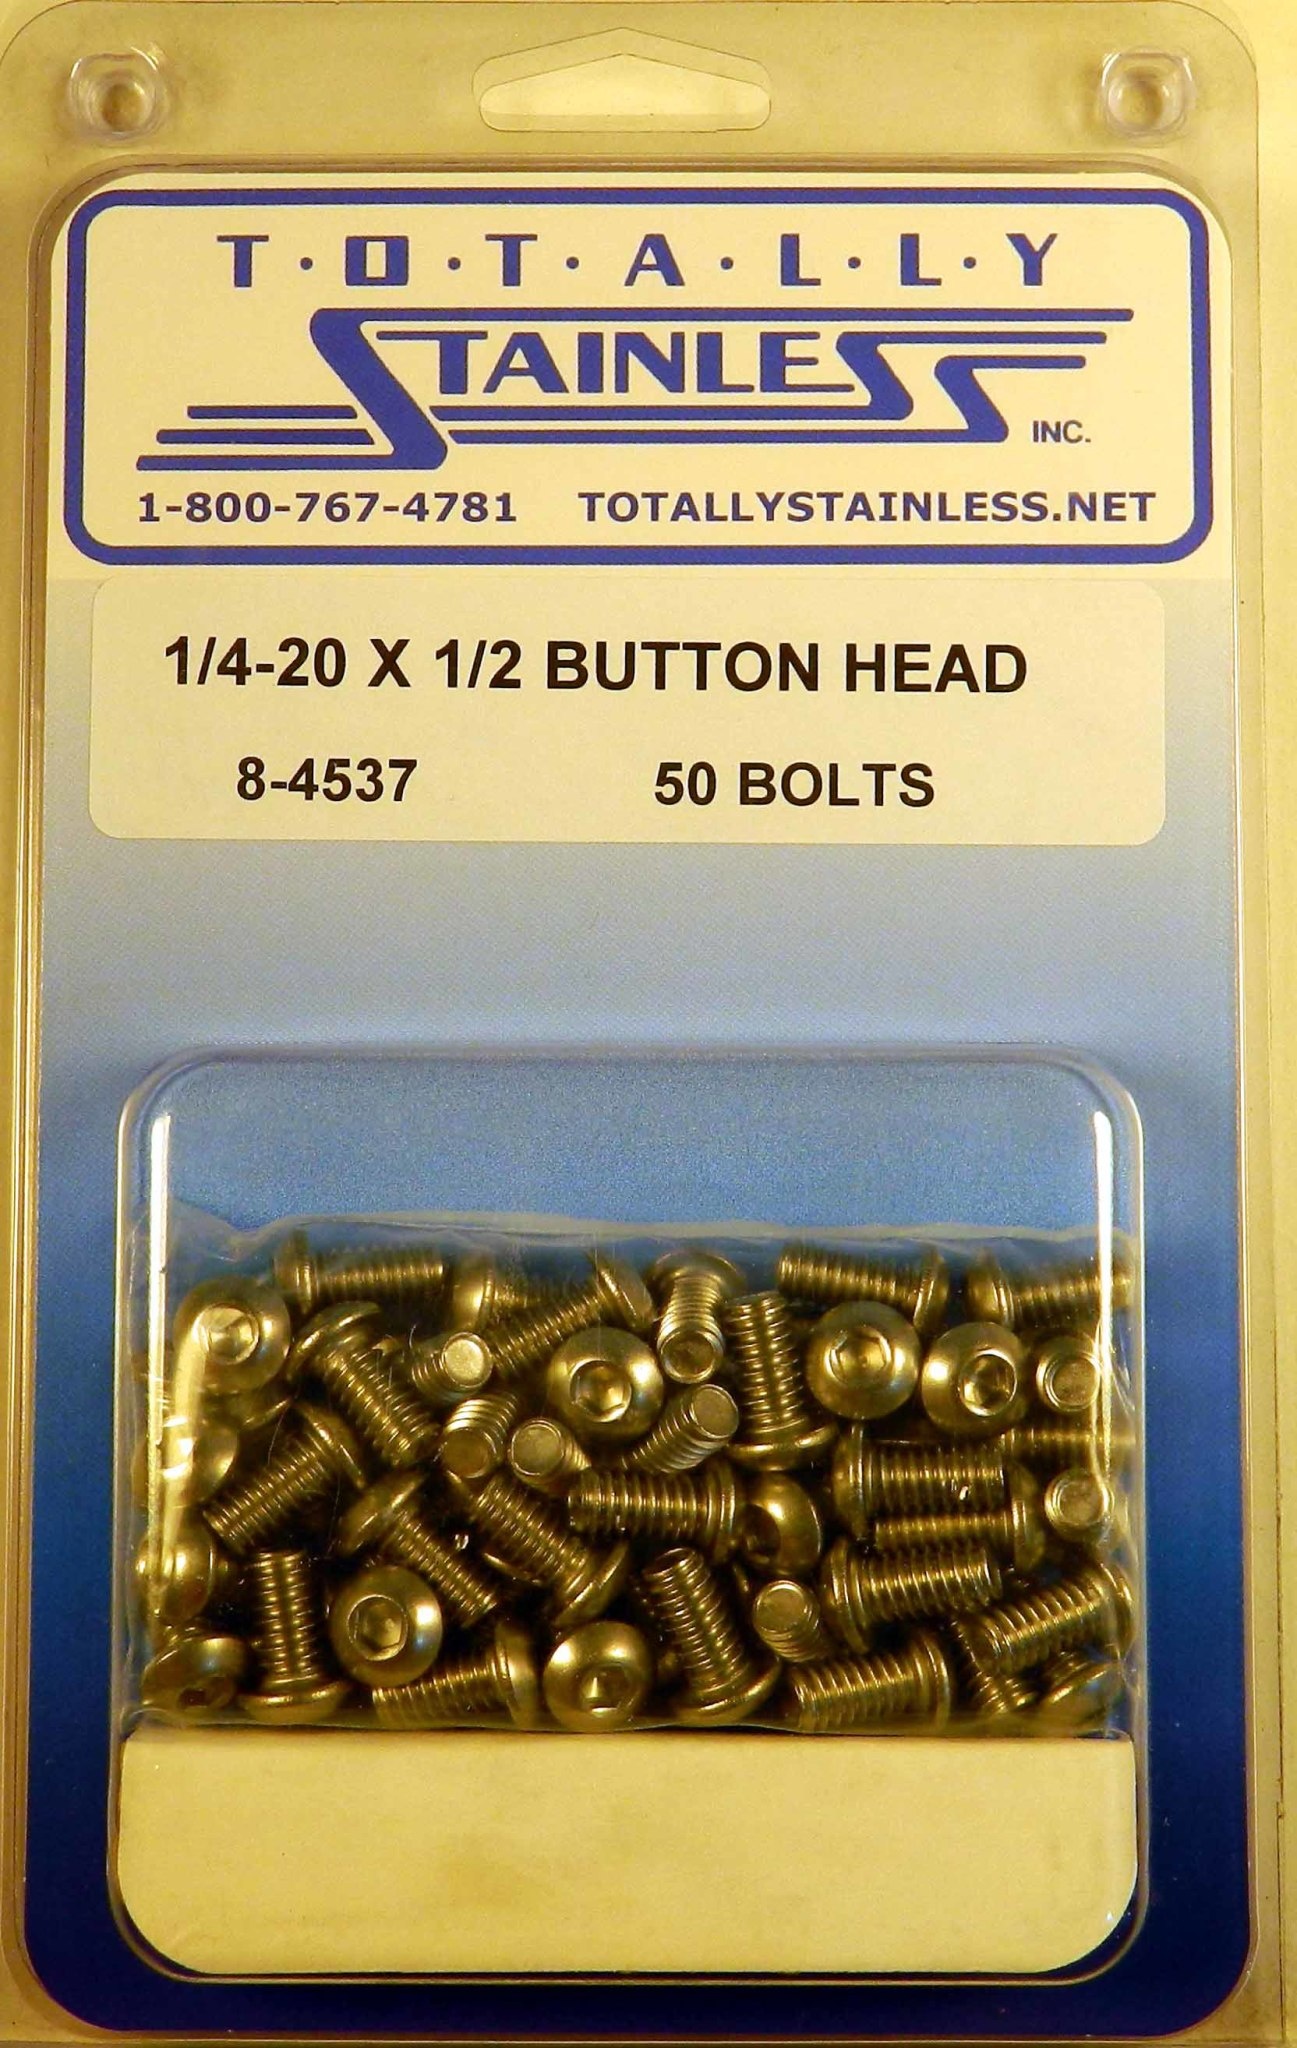 T·O·T·A·L·L·Y
STAINLESS
INC.
1-800-767-4781 TOTALLYSTAINLESS.NET
1/4-20 X 1/2 BUTTON HEAD
8-4537 50 BOLTS